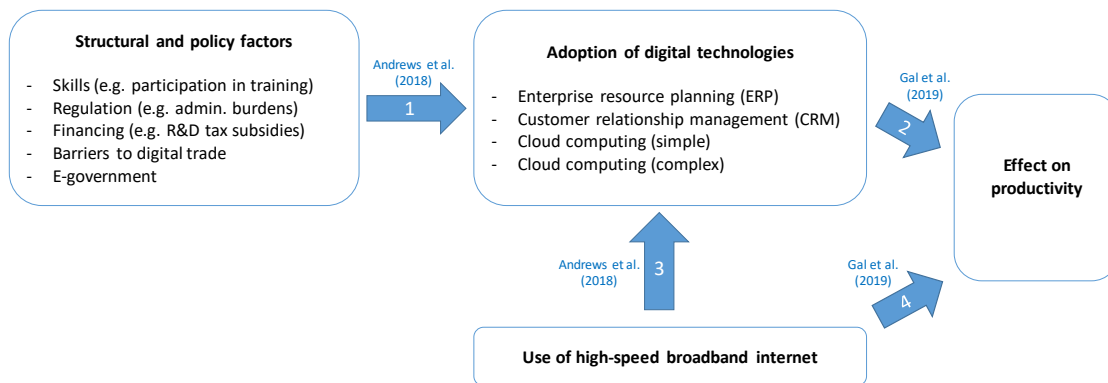 Structural and policy factors
- Skills (e.g. participation in training)
- Regulation (e.g. admin. burdens)
- Financing (e.g. R&D tax subsidies)
- Barriers to digital trade
- E-government
Andrews et al.
(2018)
1
Adoption of digital technologies
- Enterprise resource planning (ERP)
- Customer relationship management (CRM)
- Cloud computing (simple)
- Cloud computing (complex)
Gal et al.
(2019)
2
Effect on
productivity
Andrews et al.
(2018)
3
Gal et al.
(2019)
4
Use of high-speed broadband internet